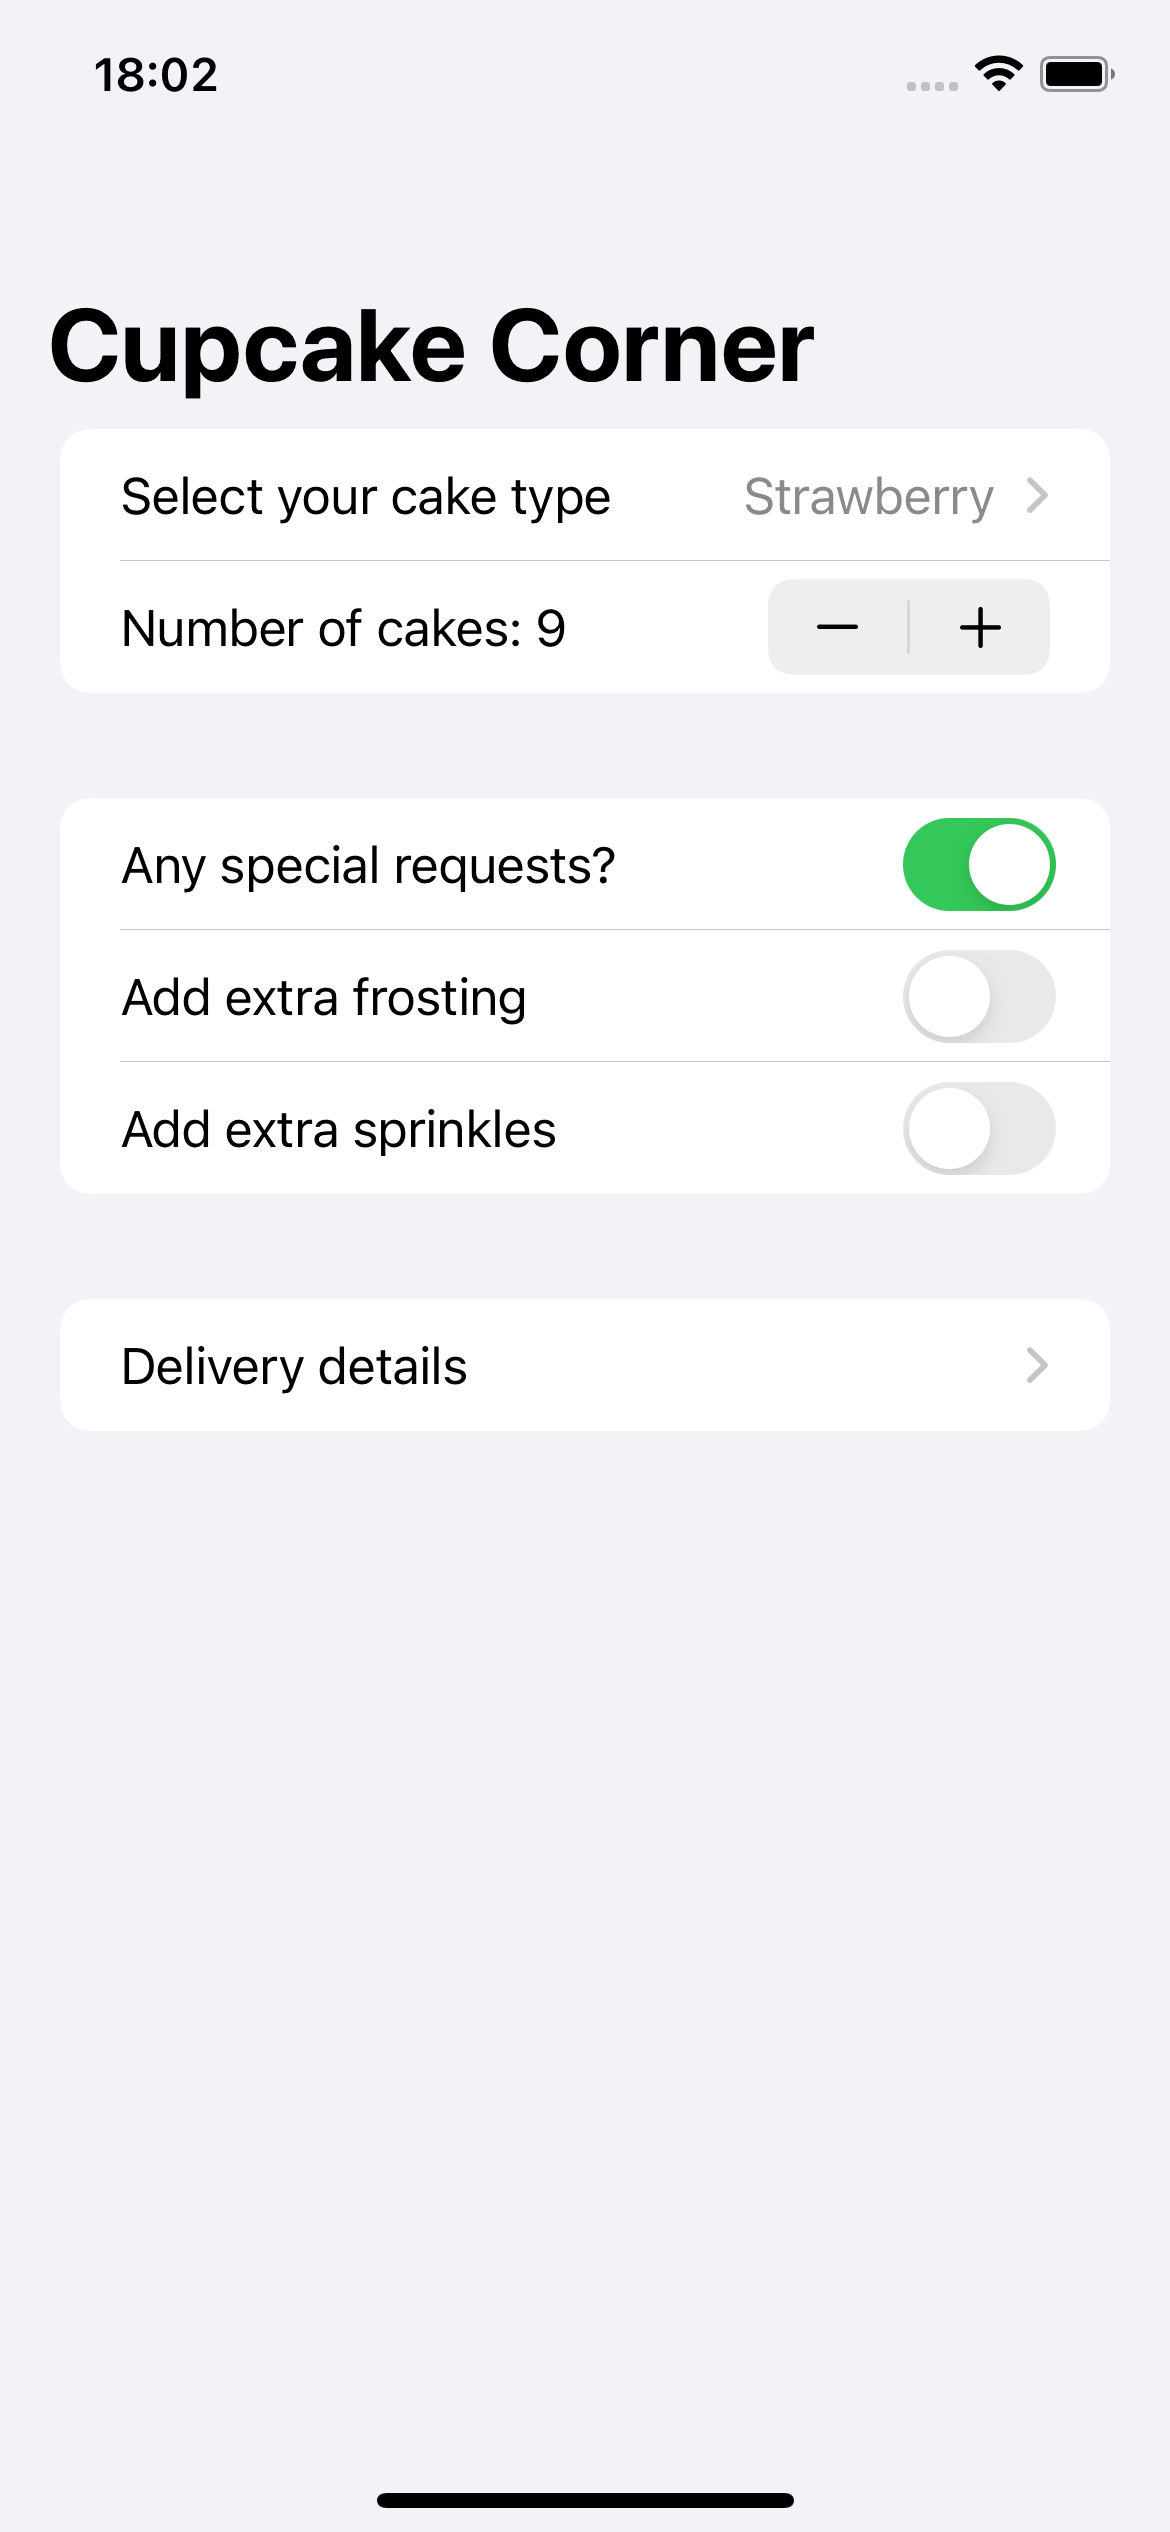 18:02
Cupcake Corner
Select your cake type Strawberry
Number of cakes: 9
Any special requests?
Add extra frosting
Add extra sprinkles
Delivery details